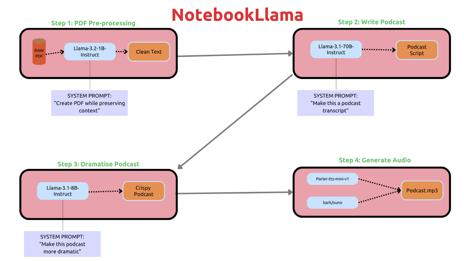 NotebookLlama
Step 1: PDF Pre-processing
Raw
PDF
Llama-3.2-1B-
Instruct
Clean Text
SYSTEM PROMPT:
"Create PDF while preserving
context"
Step 2: Write Podcast
Llama-3.1-70B-
Instruct
Podcast
Script
SYSTEM PROMPT:
"Make this a podcast
transcript"
Step 3: Dramatise Podcast
Llama-3.1-8B-
Instruct
Crispy
Podcast
SYSTEM PROMPT:
"Make this podcast
more dramatic"
Step 4: Generate Audio
Parler-tts-mini-v1
bark/suno
Podcast.mp3